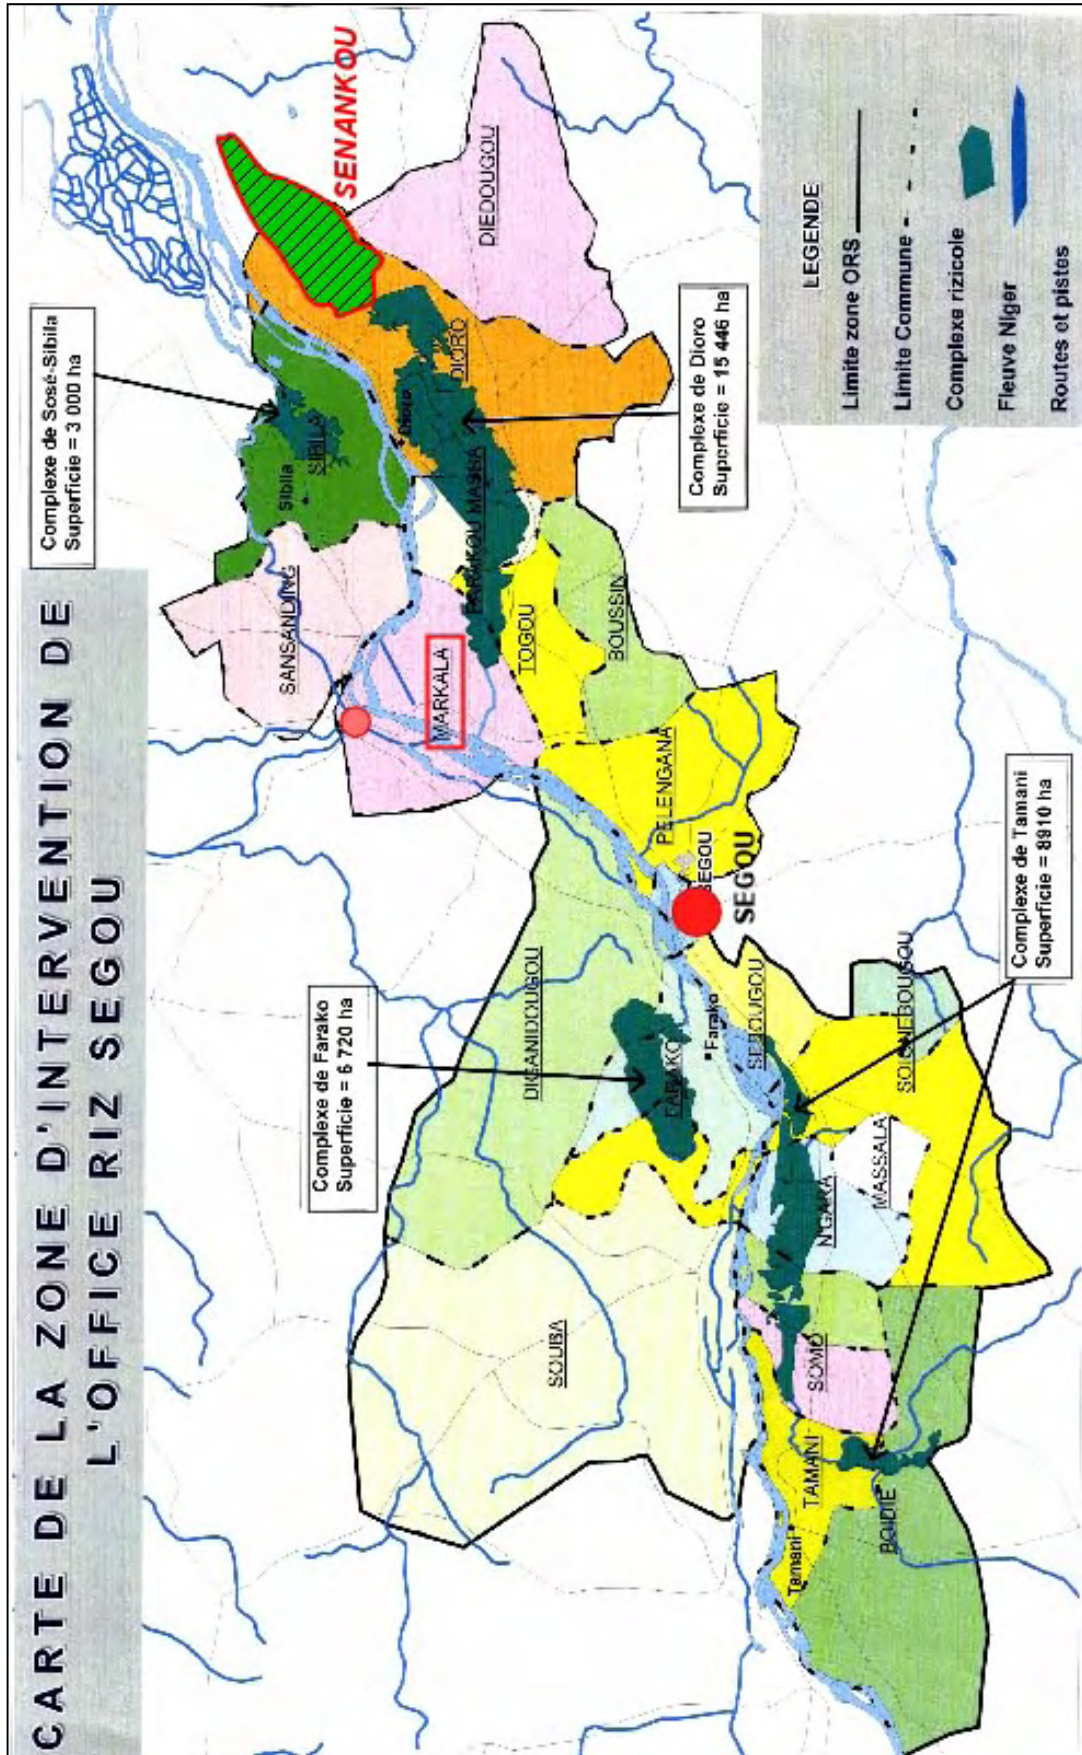 CARTE DE LA ZONE D'INTERVENTION DE
L'OFFICE RIZ SEGOU
Complexe de Sosé-Sibila
Superficie = 3 000 ha
Complexe de Farako
Superficie = 6 720 ha
Complexe de Dioro
Superficie = 15 446 ha
Complexe de Tamani
Superficie = 8910 ha
SENANKOU
DIEDOUGOU
DIORO
Dioro
SIBILA
Sibila
SANSANDING
FARAKOU MASSA
MARKALA
TOGOU
BOUSSIN
PELENGANA
SEGOU
SEGOU
DIGANIDOUGOU
FARAKO
Farako
SEBOUGOU
SOIGNEBOUGOU
MASSALA
N'GARA
SOUBA
SOMO
TAMANI
Tamani
BOIDIE
LEGENDE
Limite zone ORS
Limite Commune
Complexe rizicole
Fleuve Niger
Routes et pistes